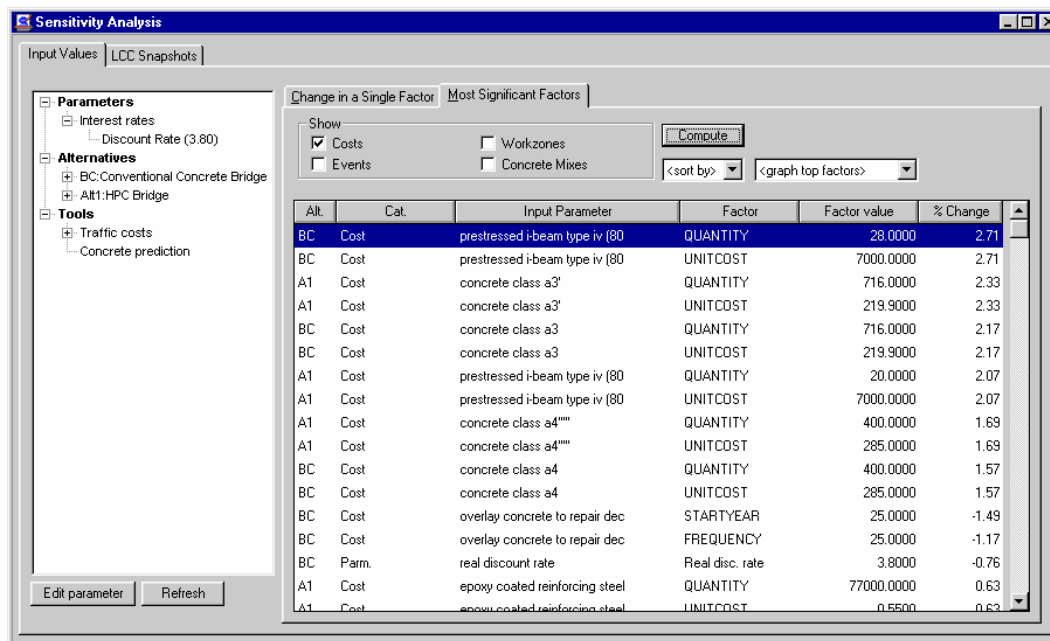 Sensitivity Analysis
Input Values LCC Snapshots
Parameters
Interest rates
Discount Rate (3.80)
Alternatives
BC:Conventional Concrete Bridge
Alt1:HPC Bridge
Tools
Traffic costs
Concrete prediction
Edit parameter Refresh
Change in a Single Factor Most Significant Factors
Show
Costs Workzones
Events Concrete Mixes
Compute
<sort by> <graph top factors>
Alt. Cat. Input Parameter Factor Factor value % Change
BC Cost prestressed i-beam type iv (80 QUANTITY 28.0000 2.71
BC Cost prestressed i-beam type iv (80 UNITCOST 7000.0000 2.71
A1 Cost concrete class a3' QUANTITY 716.0000 2.33
A1 Cost concrete class a3' UNITCOST 219.9000 2.33
BC Cost concrete class a3 QUANTITY 716.0000 2.17
BC Cost concrete class a3 UNITCOST 219.9000 2.17
A1 Cost prestressed i-beam type iv (80 QUANTITY 20.0000 2.07
A1 Cost prestressed i-beam type iv (80 UNITCOST 7000.0000 2.07
A1 Cost concrete class a4""' QUANTITY 400.0000 1.69
A1 Cost concrete class a4""' UNITCOST 285.0000 1.69
BC Cost concrete class a4 QUANTITY 400.0000 1.57
BC Cost concrete class a4 UNITCOST 285.0000 1.57
BC Cost overlay concrete to repair dec STARTYEAR 25.0000 -1.49
BC Cost overlay concrete to repair dec FREQUENCY 25.0000 -1.17
BC Parm. real discount rate Real disc. rate 3.8000 -0.76
A1 Cost epoxy coated reinforcing steel QUANTITY 77000.0000 0.63
A1 Cost epoxy coated reinforcing steel UNITCOST 0.5500 0.63